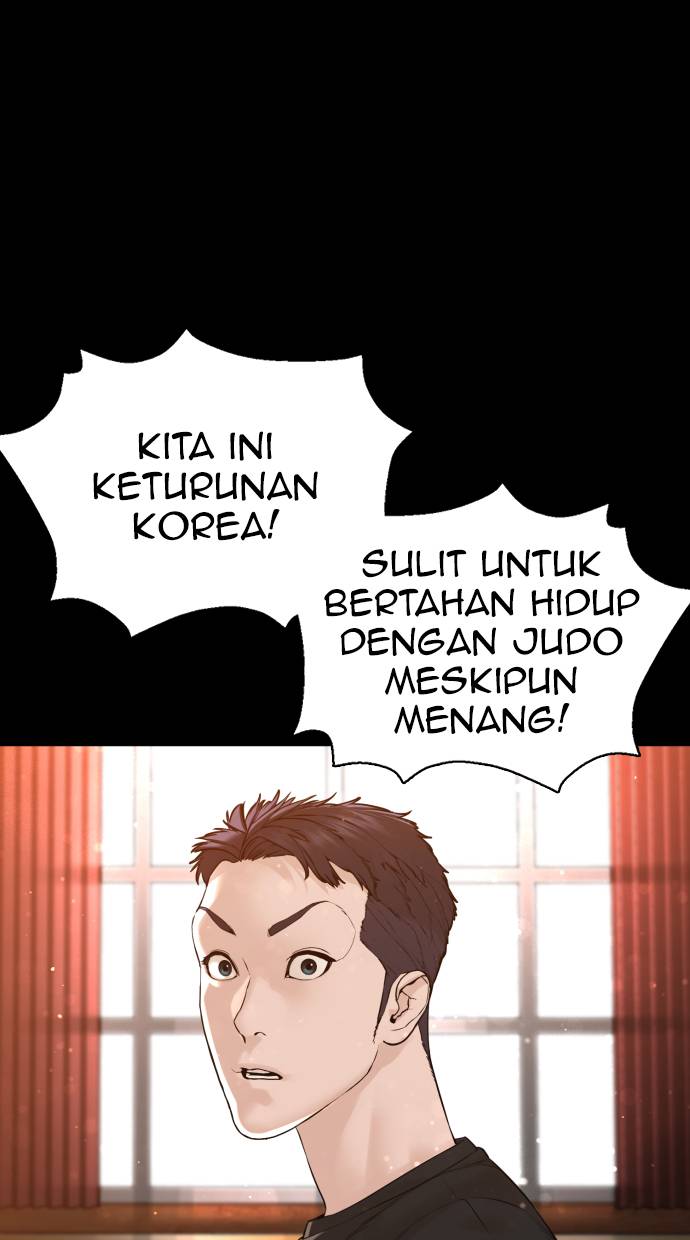 KITA INI
KETURUNAN
KOREA!
SULIT UNTUK
BERTAHAN HIDUP
DENGAN JUDO
MESKIPUN
MENANG!